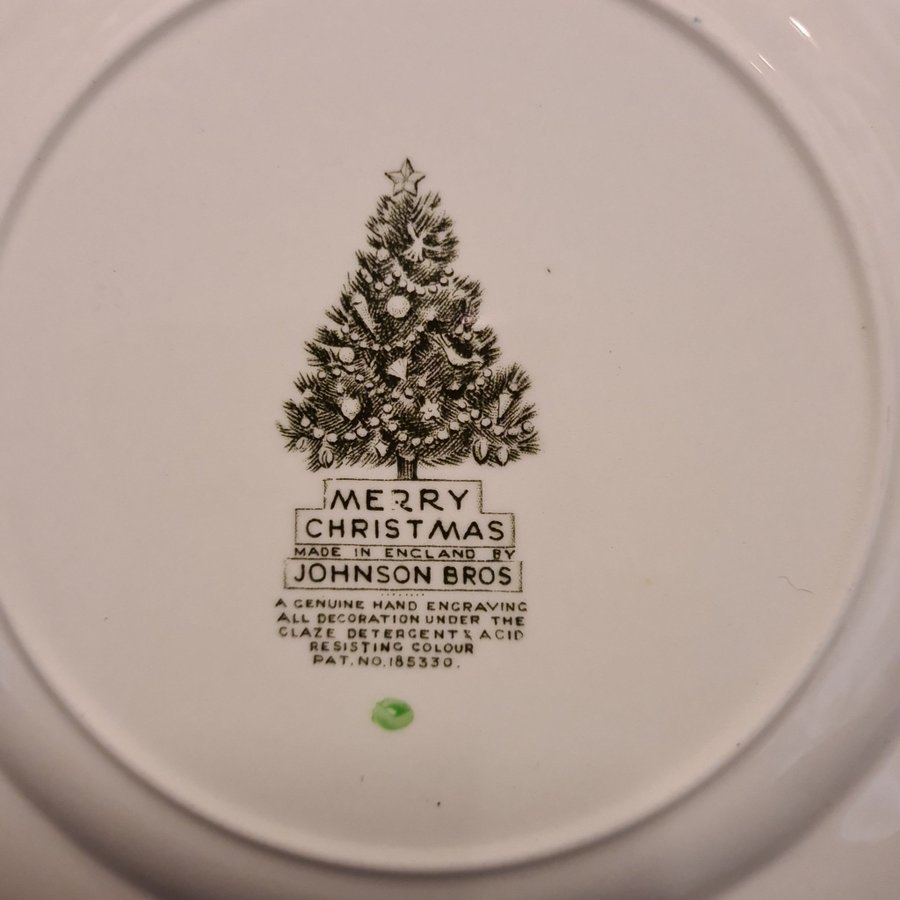 MERRY
CHRISTMAS
MADE IN ENGLAND BY
JOHNSON BROS
A GENUINE HAND ENGRAVING
ALL DECORATION UNDER THE
GLAZE DETERGENT & ACID
RESISTING COLOUR
PAT. NO. 185330.